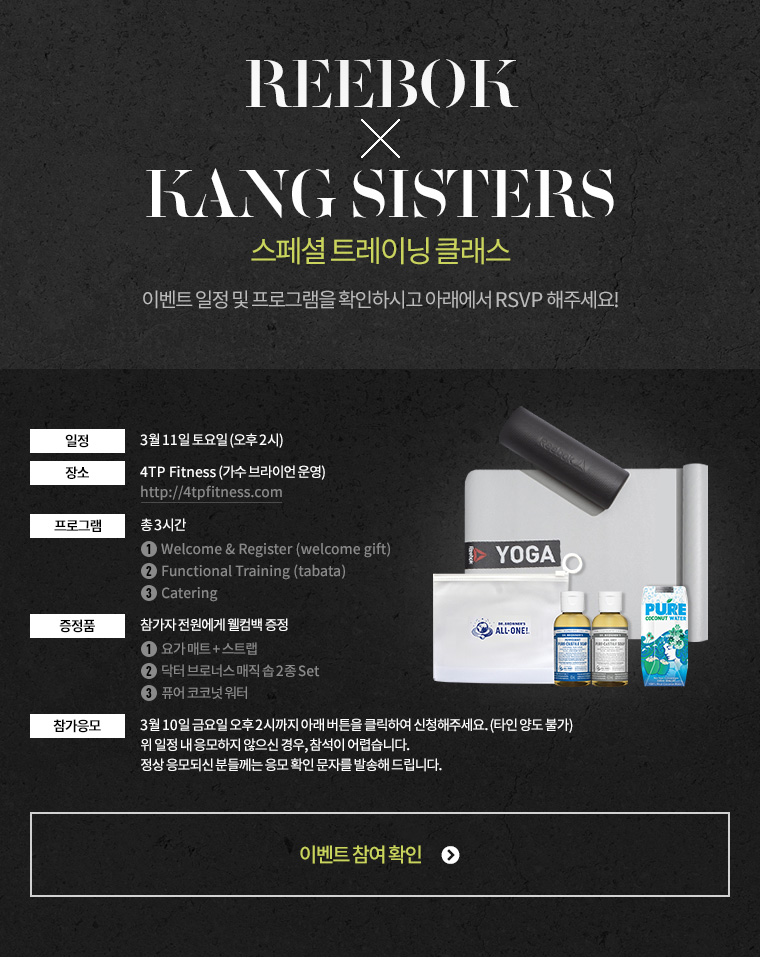 REEBOK
KANG SISTERS
스페셜 트레이닝 클래스
이벤트 일정 및 프로그램을 확인하시고 아래에서 RSVP 해주세요!
일정
3월 11일 토요일 (오후 2시)
장소
4TP Fitness (가수 브라이언 운영)
http://4tpfitness.com
프로그램
총 3시간
1 Welcome & Register (welcome gift)
2 Functional Training (tabata)
3 Catering
증정품
참가자 전원에게 웰컴백 증정
1 요가 매트 + 스트랩
2 닥터 브로너스 매직 솝 2종 Set
3 퓨어 코코넛 워터
Reebok
YOGA
DR. BRONNER'S
ALL-ONE!
PURE
COCONUT WATER
참가응모
3월 10일 금요일 오후 2시까지 아래 버튼을 클릭하여 신청해주세요. (타인 양도 불가)
위 일정 내 응모하지 않으신 경우, 참석이 어렵습니다.
정상 응모되신 분들께는 응모 확인 문자를 발송해 드립니다.
이벤트 참여 확인